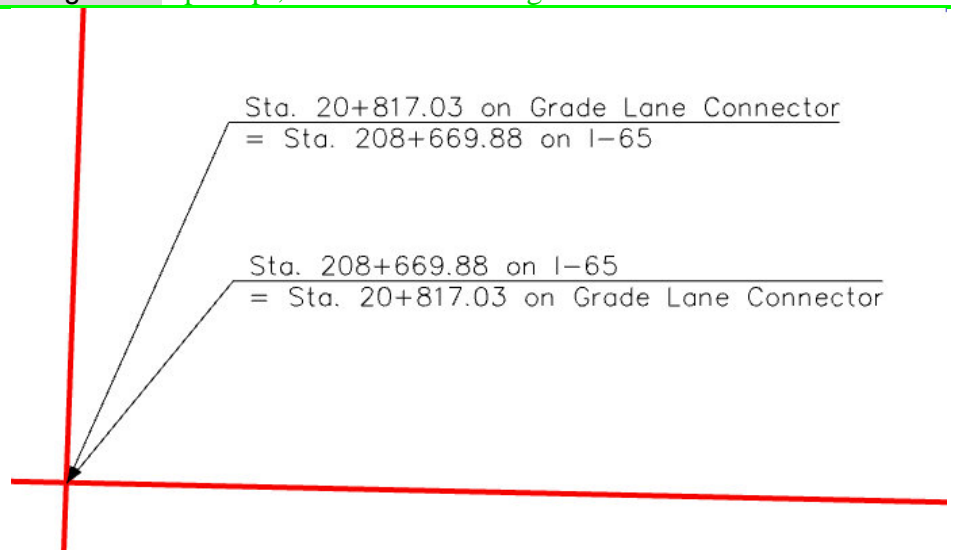 Sta. 20+817.03 on Grade Lane Connector
= Sta. 208+669.88 on I-65
Sta. 208+669.88 on I-65
= Sta. 20+817.03 on Grade Lane Connector